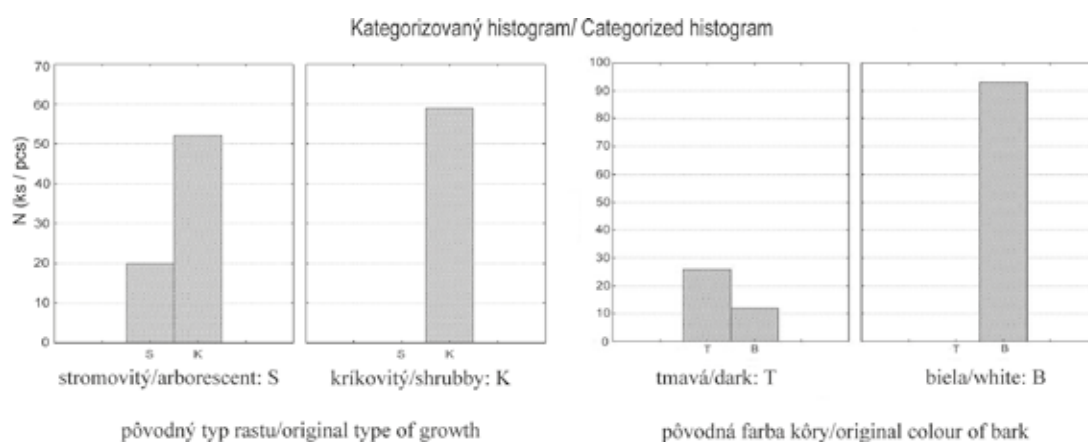 Kategorizovaný histogram/ Categorized histogram
N (ks / pcs)
70
60
50
40
30
20
10
0
S K
S K
100
90
80
70
60
50
40
30
20
10
0
T B
T B
stromovitý/arborescent: S
kríkovitý/shrubby: K
tmavá/dark: T
biela/white: B
pôvodný typ rastu/original type of growth
pôvodná farba kôry/original colour of bark